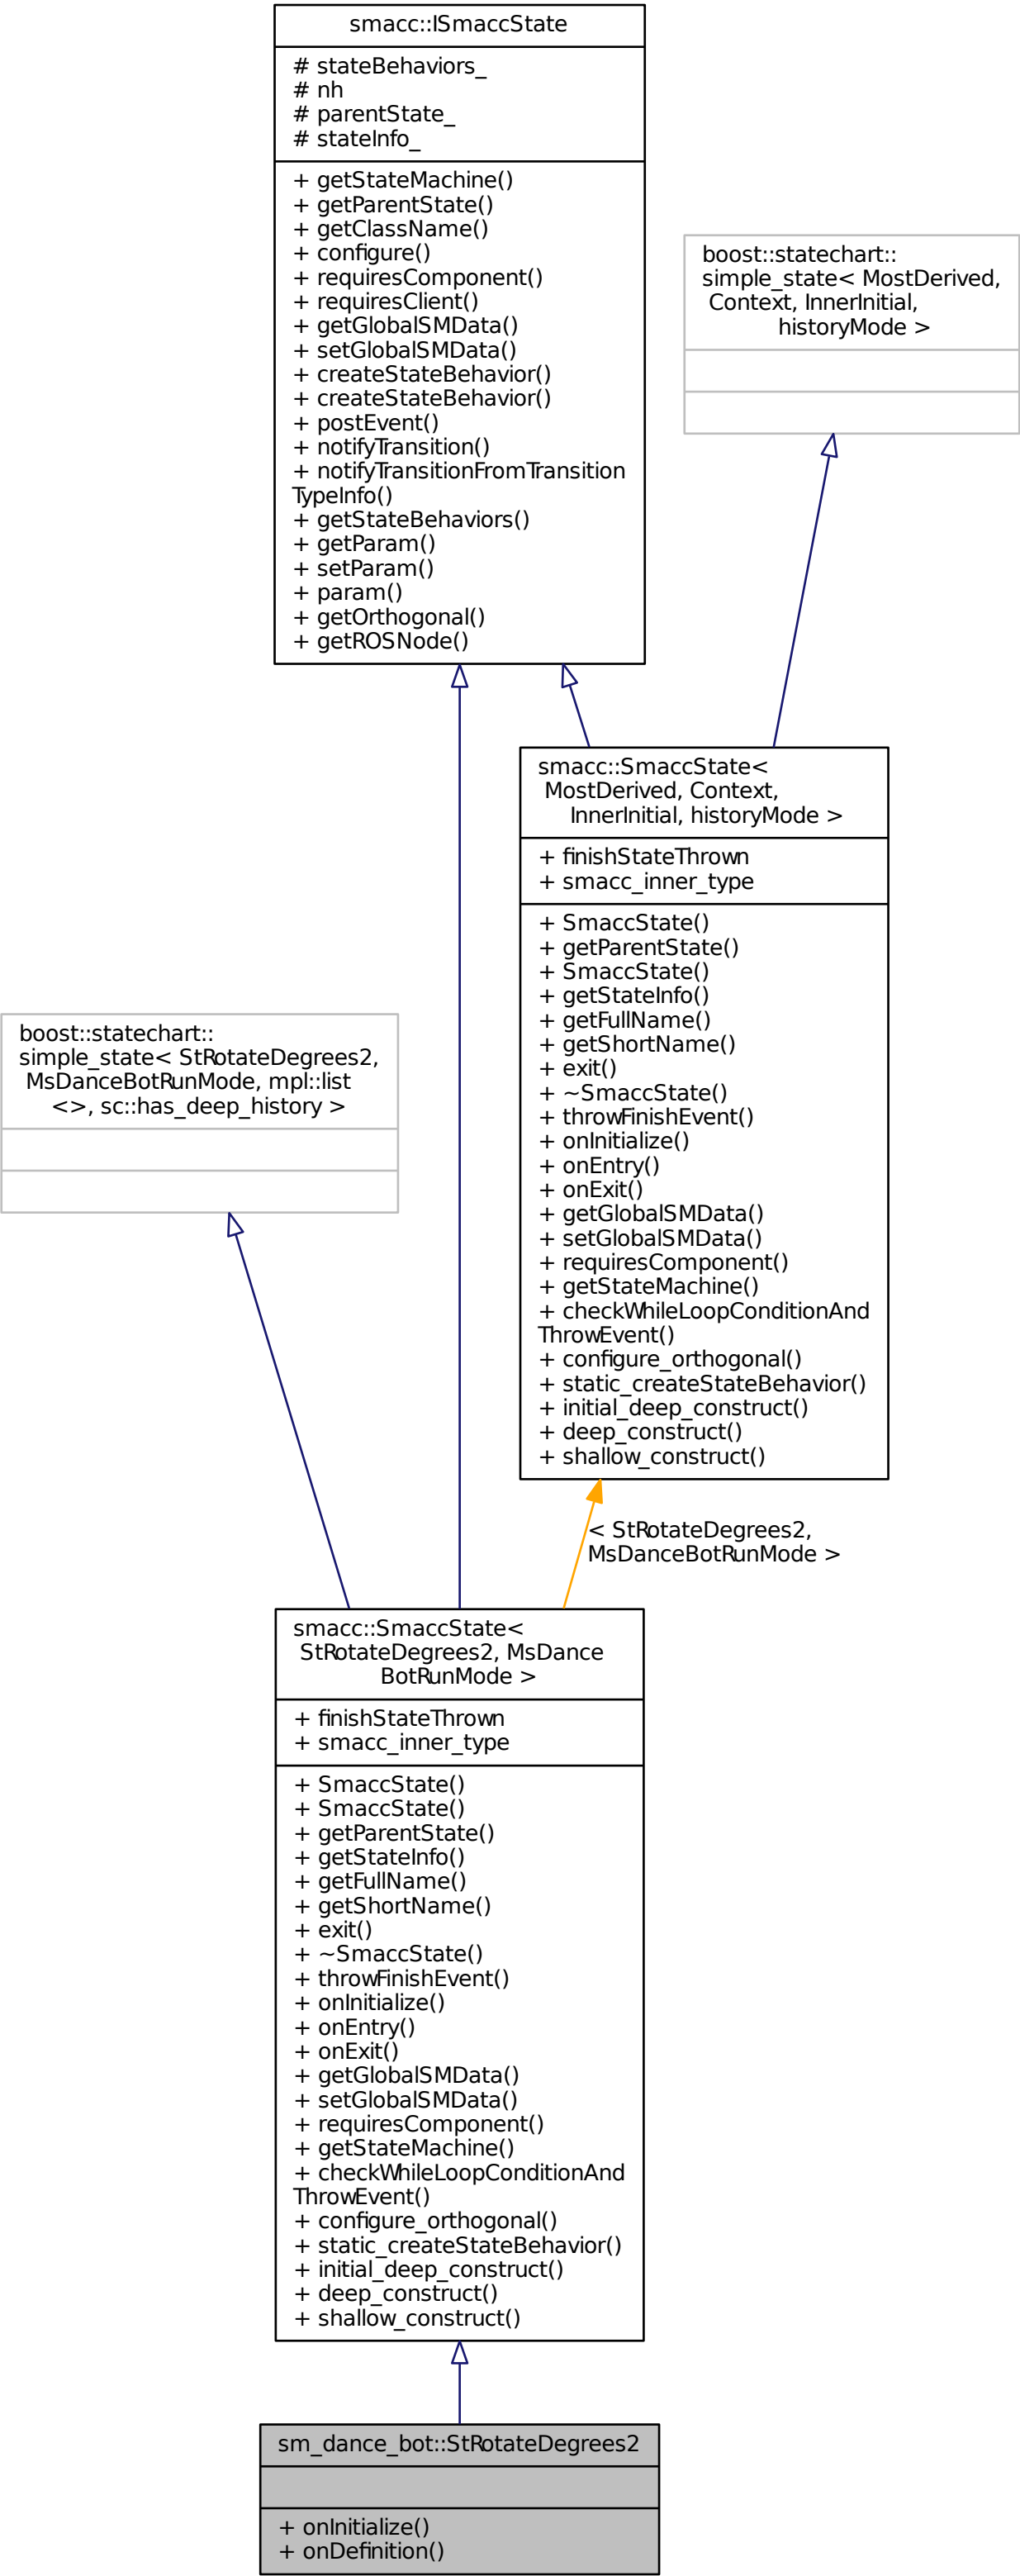 smacc::ISmaccState
# stateBehaviors_
# nh
# parentState_
# stateInfo_
+ getStateMachine()
+ getParentState()
+ getClassName()
+ configure()
+ requiresComponent()
+ requiresClient()
+ getGlobalSMData()
+ setGlobalSMData()
+ createStateBehavior()
+ createStateBehavior()
+ postEvent()
+ notifyTransition()
+ notifyTransitionFromTransition
TypeInfo()
+ getStateBehaviors()
+ getParam()
+ setParam()
+ param()
+ getOrthogonal()
+ getROSNode()
boost::statechart::
simple_state< MostDerived,
Context, InnerInitial,
historyMode >
smacc::SmaccState<
MostDerived, Context,
InnerInitial, historyMode >
+ finishStateThrown
+ smacc_inner_type
+ SmaccState()
+ getParentState()
+ SmaccState()
+ getStateInfo()
+ getFullName()
+ getShortName()
+ exit()
+ ~SmaccState()
+ throwFinishEvent()
+ onInitialize()
+ onEntry()
+ onExit()
+ getGlobalSMData()
+ setGlobalSMData()
+ requiresComponent()
+ getStateMachine()
+ checkWhileLoopConditionAnd
ThrowEvent()
+ configure_orthogonal()
+ static_createStateBehavior()
+ initial_deep_construct()
+ deep_construct()
+ shallow_construct()
boost::statechart::
simple_state< StRotateDegrees2,
MsDanceBotRunMode, mpl::list
<>, sc::has_deep_history >
< StRotateDegrees2,
MsDanceBotRunMode >
smacc::SmaccState<
StRotateDegrees2, MsDance
BotRunMode >
+ finishStateThrown
+ smacc_inner_type
+ SmaccState()
+ SmaccState()
+ getParentState()
+ getStateInfo()
+ getFullName()
+ getShortName()
+ exit()
+ ~SmaccState()
+ throwFinishEvent()
+ onInitialize()
+ onEntry()
+ onExit()
+ getGlobalSMData()
+ setGlobalSMData()
+ requiresComponent()
+ getStateMachine()
+ checkWhileLoopConditionAnd
ThrowEvent()
+ configure_orthogonal()
+ static_createStateBehavior()
+ initial_deep_construct()
+ deep_construct()
+ shallow_construct()
sm_dance_bot::StRotateDegrees2
+ onInitialize()
+ onDefinition()